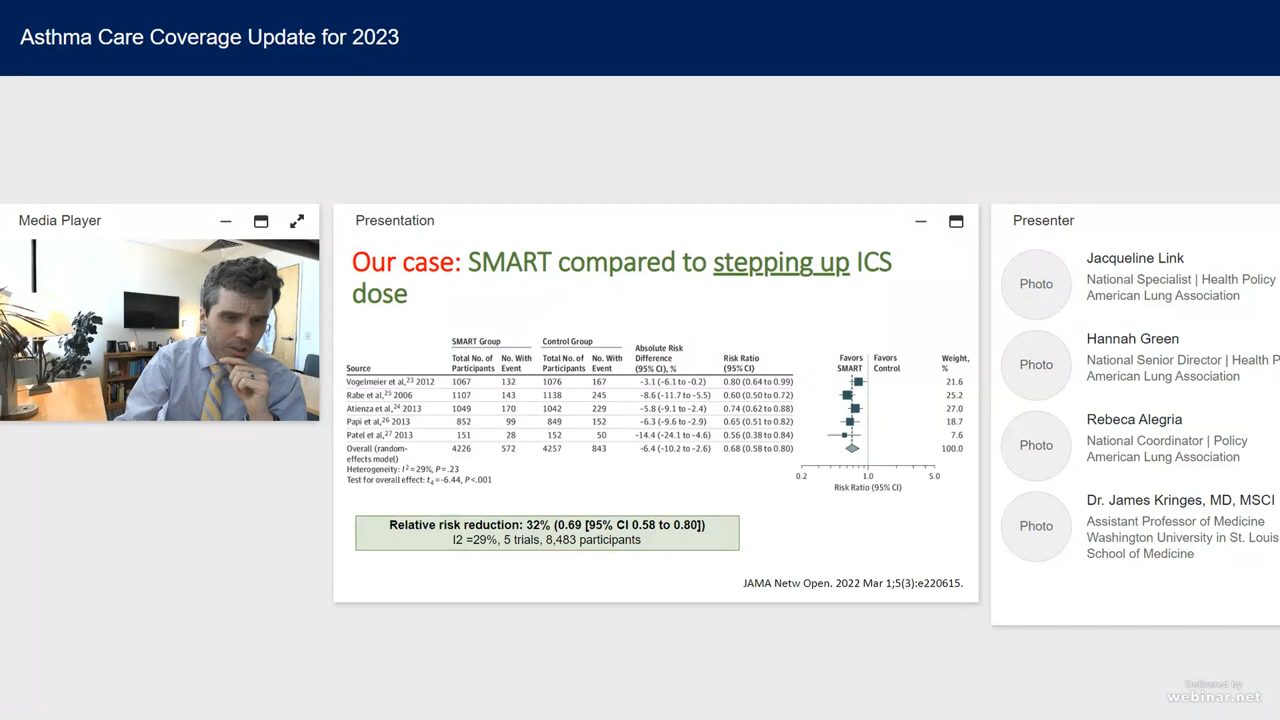 Asthma Care Coverage Update for 2023
Media Player
Presentation
Our case: SMART compared to stepping up ICS
dose
SMART Group Control Group
Absolute Risk
Difference
(95% CI), %
Source Total No. of Participants No. With Event Total No. of Participants No. With Event Risk Ratio (95% CI) Favors SMART Favors Control Weight, %
Vogelmeier et al,23 2012 1067 132 1076 167 -3.1 (-6.1 to -0.2) 0.80 (0.64 to 0.99) 21.6
Rabe et al,25 2006 1107 143 1138 245 -8.6 (-11.7 to -5.5) 0.60 (0.50 to 0.72) 25.2
Atienza et al,24 2013 1049 170 1042 229 -5.8 (-9.1 to -2.4) 0.74 (0.62 to 0.88) 27.0
Papi et al,26 2013 852 99 849 152 -6.3 (-9.6 to -2.9) 0.65 (0.51 to 0.82) 18.7
Patel et al,27 2013 151 28 152 50 -14.4 (-24.1 to -4.6) 0.56 (0.38 to 0.84) 7.6
Overall (random- 4226 572 4257 843 -6.4 (-10.2 to -2.6) 0.68 (0.58 to 0.80) 100.0
effects model)
Heterogeneity: I2 = 29%, P = .23
Test for overall effect: t4 = -6.44, P <.001
0.2 1.0 5.0
Risk Ratio (95% CI)
Relative risk reduction: 32% (0.69 [95% CI 0.58 to 0.80])
I2 =29%, 5 trials, 8,483 participants
JAMA Netw Open. 2022 Mar 1;5(3):e220615.
Presenter
Photo
Jacqueline Link
National Specialist | Health Policy
American Lung Association
Photo
Hannah Green
National Senior Director | Health P
American Lung Association
Photo
Rebeca Alegria
National Coordinator | Policy
American Lung Association
Photo
Dr. James Kringes, MD, MSCI
Assistant Professor of Medicine
Washington University in St. Louis
School of Medicine
Delivered by
webinar.net